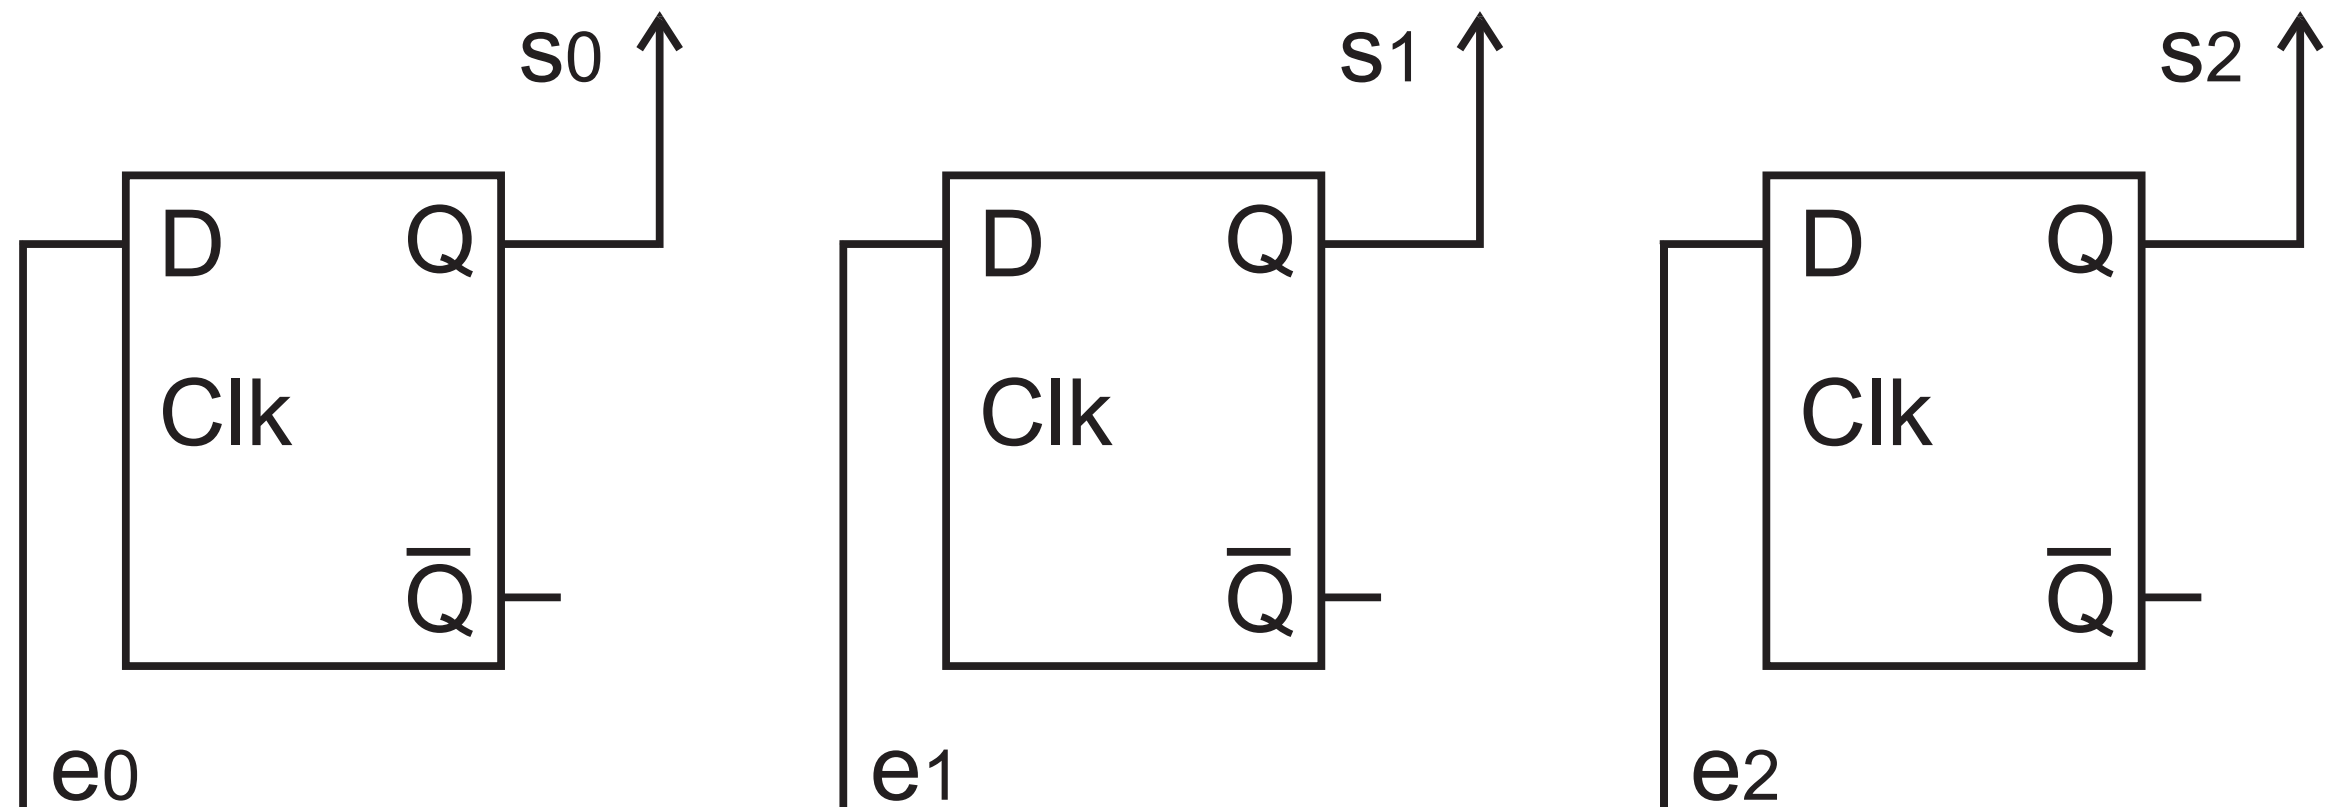 s0 s1 s2
D Q D Q D Q
Clk Clk Clk
Q̅ Q̅ Q̅
e0 e1 e2